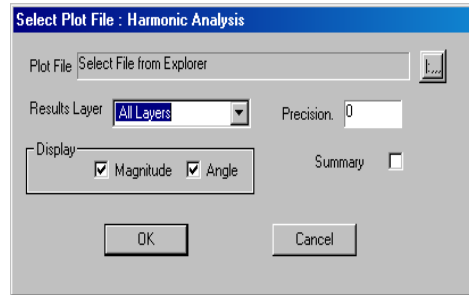 Select Plot File : Harmonic Analysis
Plot File Select File from Explorer
Results Layer All Layers Precision. 0
Display
Magnitude Angle Summary
OK Cancel